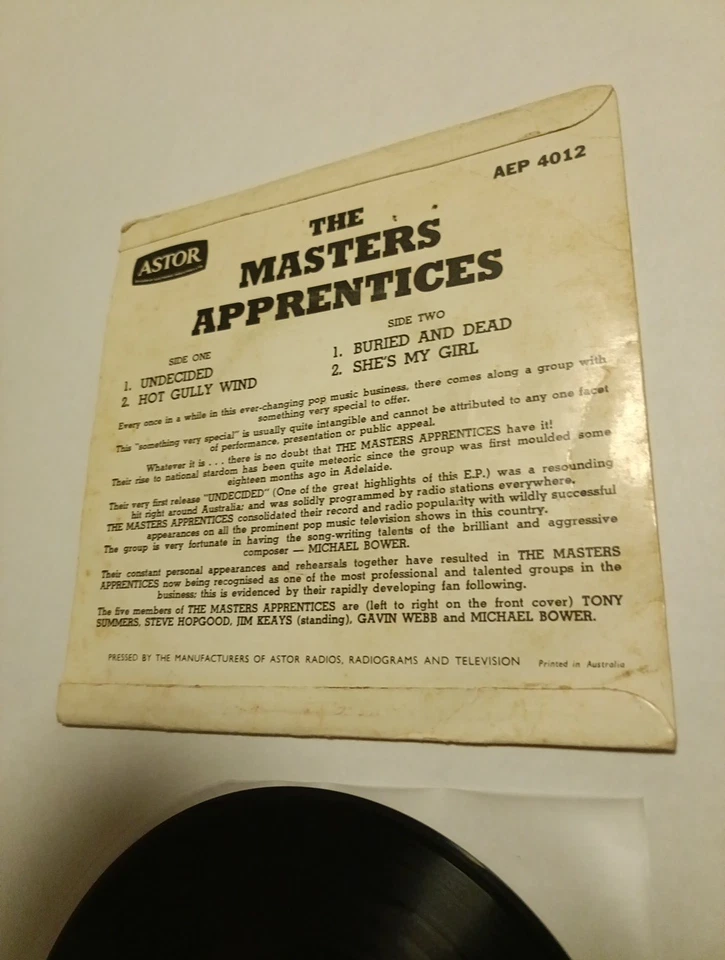 AEP 4012
ASTOR
THE
MASTERS
APPRENTICES
SIDE ONE
1. UNDECIDED
2. HOT GULLY WIND
SIDE TWO
1. BURIED AND DEAD
2. SHE'S MY GIRL
Every once in a while in this ever-changing pop music business, there comes along a group with
something very special to offer.
This "something very special" is usually quite intangible and cannot be attributed to any one facet
of performance, presentation or public appeal.
Whatever it is . . . there is no doubt that THE MASTERS APPRENTICES have it!
Their rise to national stardom has been quite meteoric since the group was first moulded some
eighteen months ago in Adelaide.
Their very first release "UNDECIDED" (One of the great highlights of this E.P.) was a resounding
hit right around Australia; and was solidly programmed by radio stations everywhere.
THE MASTERS APPRENTICES consolidated their record and radio popularity with wildly successful
appearances on all the prominent pop music television shows in this country.
The group is very fortunate in having the song-writing talents of the brilliant and aggressive
composer — MICHAEL BOWER.
Their constant personal appearances and rehearsals together have resulted in THE MASTERS
APPRENTICES now being recognised as one of the most professional and talented groups in the
business; this is evidenced by their rapidly developing fan following.
The five members of THE MASTERS APPRENTICES are (left to right on the front cover) TONY
SUMMERS, STEVE HOPGOOD, JIM KEAYS (standing), GAVIN WEBB and MICHAEL BOWER.
PRESSED BY THE MANUFACTURERS OF ASTOR RADIOS, RADIOGRAMS AND TELEVISION Printed in Australia